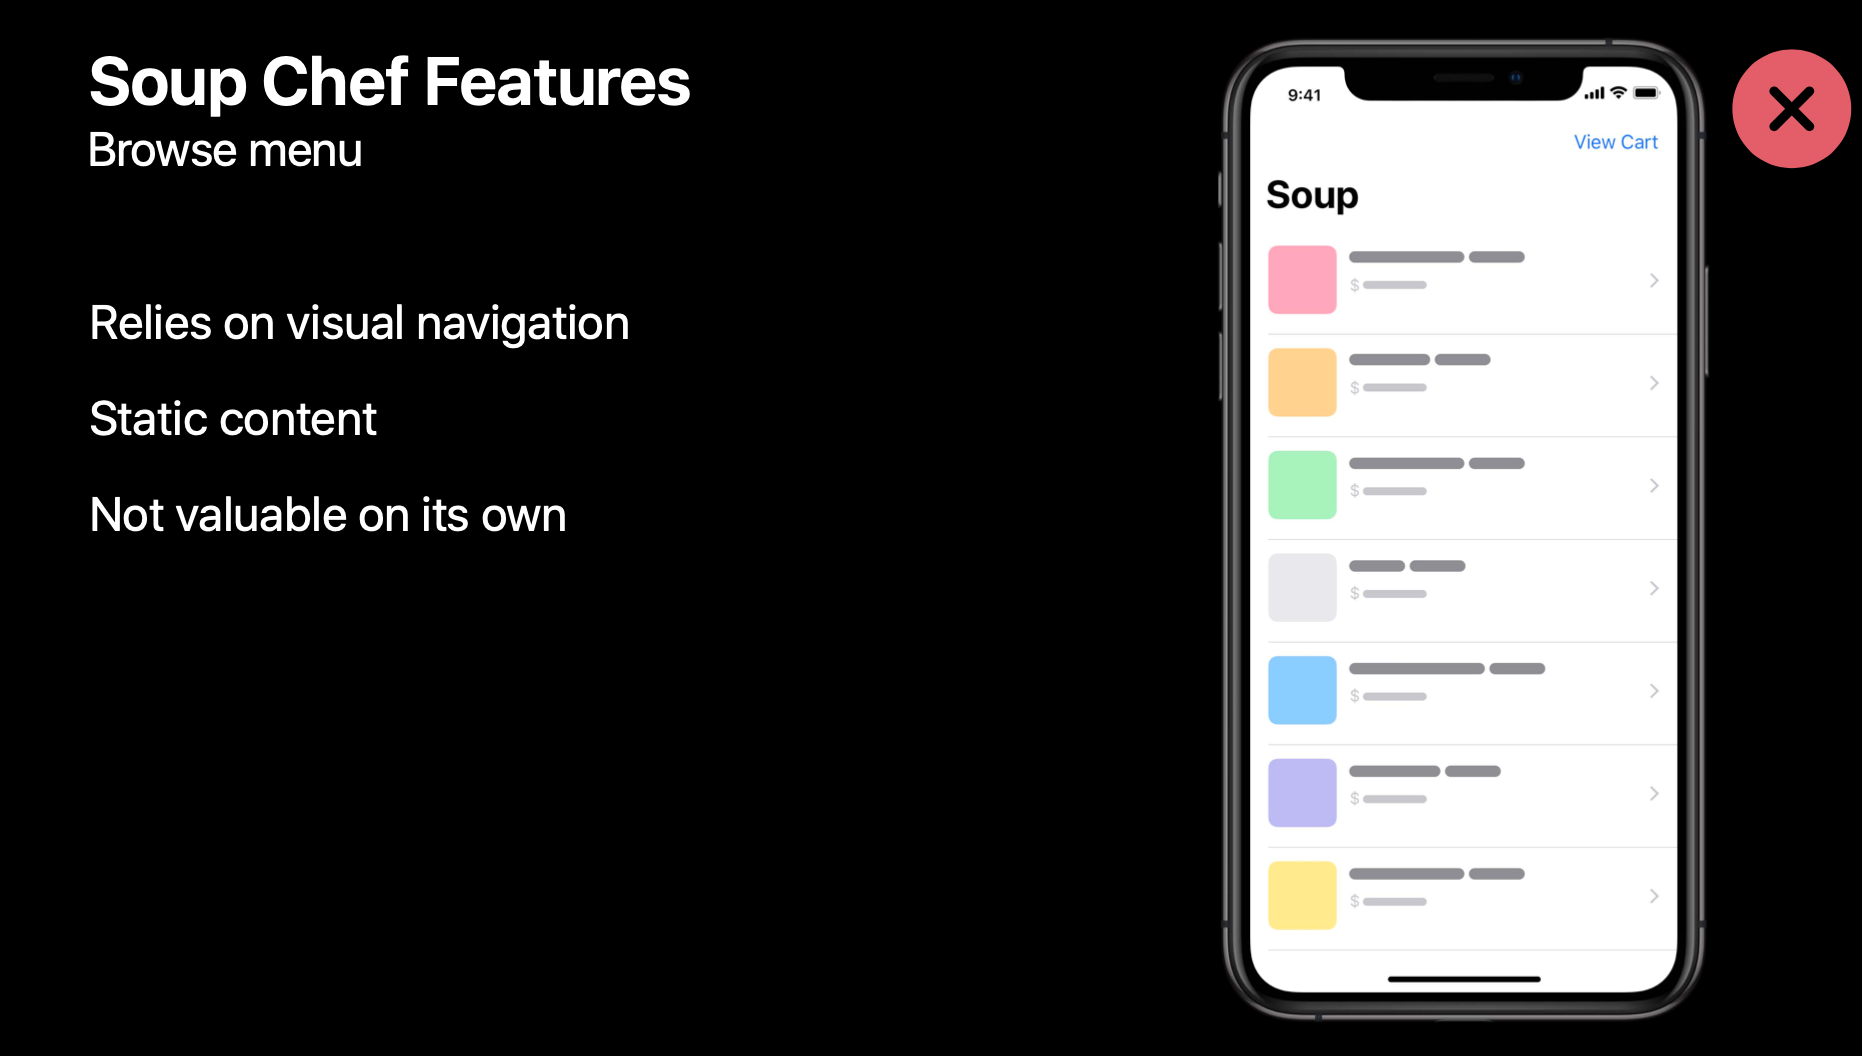 Soup Chef Features
Browse menu
Relies on visual navigation
Static content
Not valuable on its own
9:41
View Cart
Soup
$
$
$
$
$
$
$